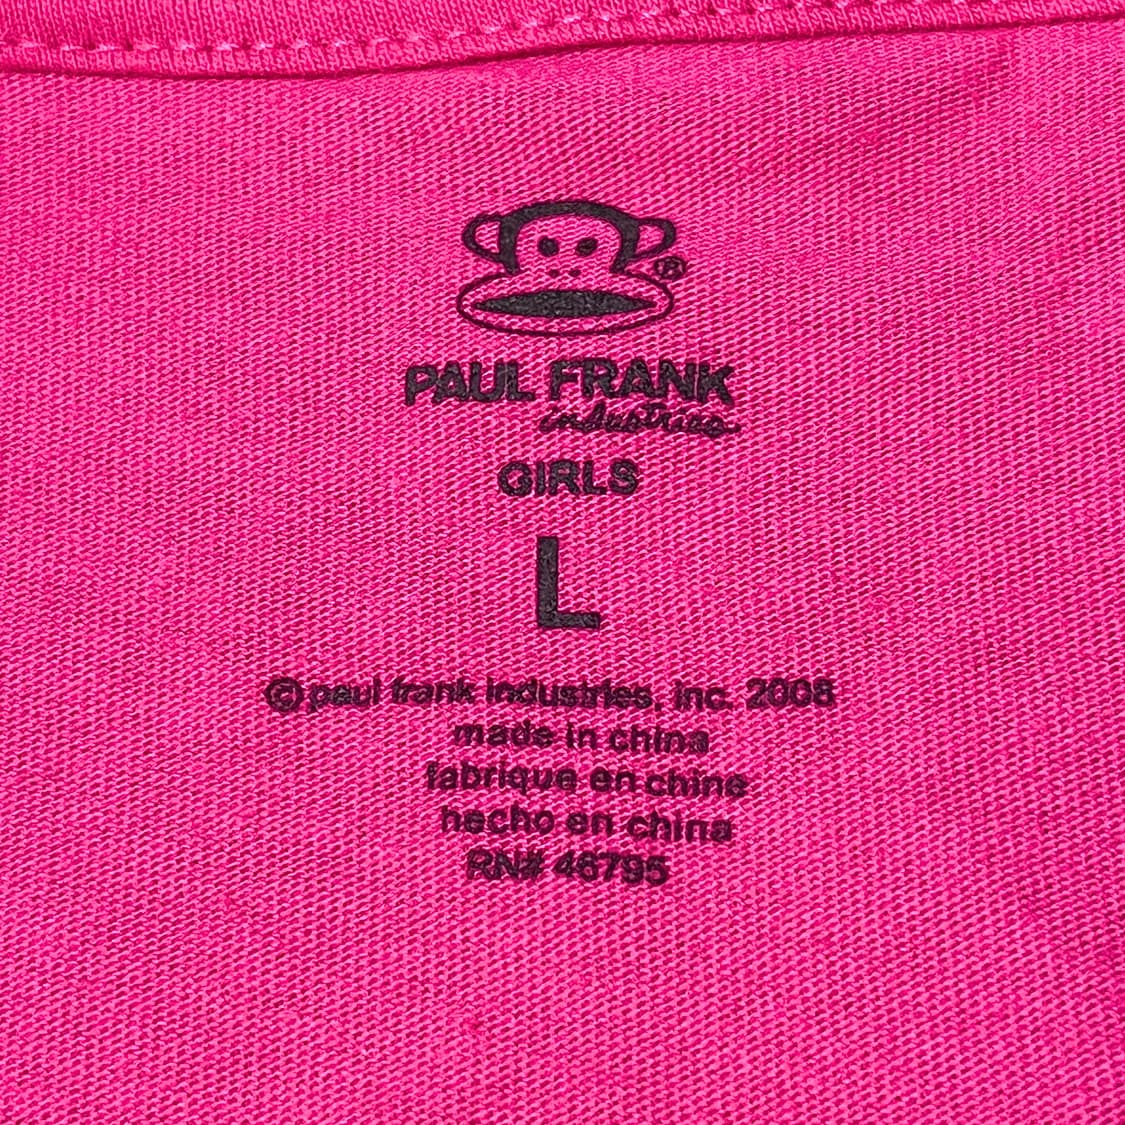 ®
PAUL FRANK
industries
GIRLS
L
© paul frank industries, inc. 2008
made in china
fabrique en chine
hecho en china
RN# 46795